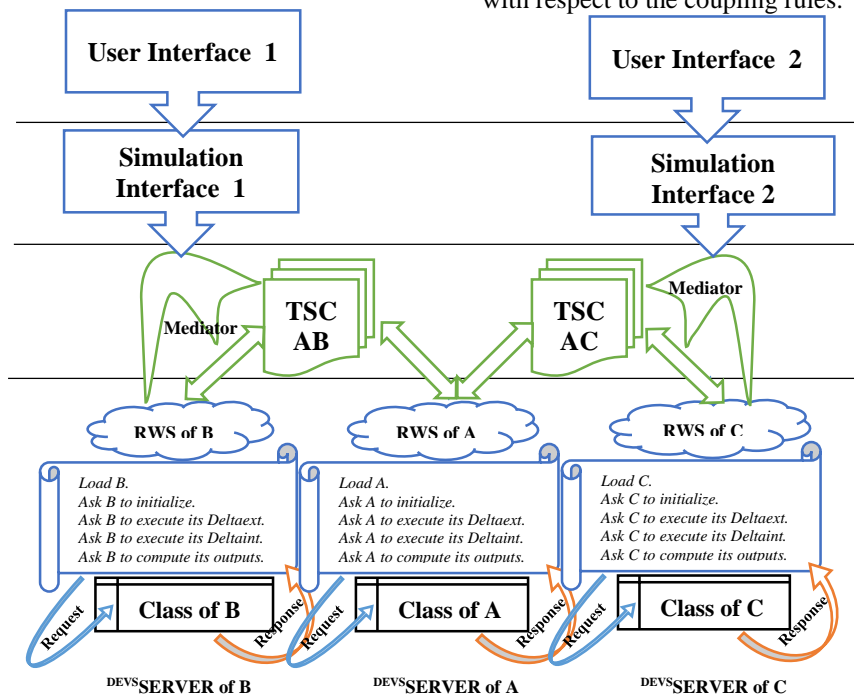 with respect to the coupling rules.
User Interface 1
User Interface 2
Simulation
Interface 1
Simulation
Interface 2
Mediator
TSC
AB
TSC
AC
Mediator
RWS of B
RWS of A
RWS of C
Load B.
Ask B to initialize.
Ask B to execute its Deltaext.
Ask B to execute its Deltaint.
Ask B to compute its outputs.
Load A.
Ask A to initialize.
Ask A to execute its Deltaext.
Ask A to execute its Deltaint.
Ask A to compute its outputs.
Load C.
Ask C to initialize.
Ask C to execute its Deltaext.
Ask C to execute its Deltaint.
Ask C to compute its outputs.
Request
Class of B
Response
Request
Class of A
Response
Request
Class of C
Response
DEVSSERVER of B
DEVSSERVER of A
DEVSSERVER of C